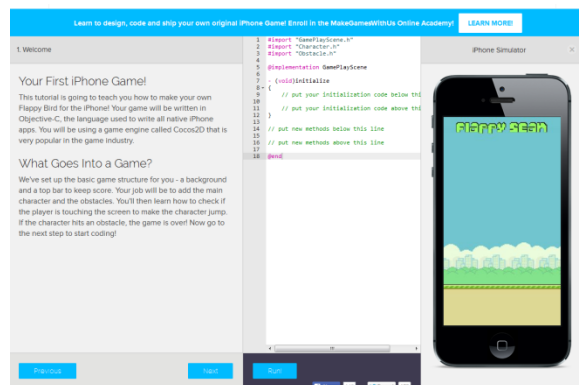 Learn to design, code and ship your own original iPhone Game! Enroll in the MakeGamesWithUs Online Academy!
LEARN MORE!
1. Welcome
Your First iPhone Game!
This tutorial is going to teach you how to make your own
Flappy Bird for the iPhone! Your game will be written in
Objective-C, the language used to write all native iPhone
apps. You will be using a game engine called Cocos2D that is
very popular in the game industry.
What Goes Into a Game?
We've set up the basic game structure for you - a background
and a top bar to keep score. Your job will be to add the main
character and the obstacles. You'll then learn how to check if
the player is touching the screen to make the character jump.
If the character hits an obstacle, the game is over! Now go to
the next step to start coding!
Previous
Next
1 #import "GamePlayScene.h"
2 #import "Character.h"
3 #import "Obstacle.h"
4
5 @implementation GamePlayScene
6
7 - (void)initialize
8 {
9 // put your initialization code below thi
10
11 // put your initialization code above thi
12 }
13
14 // put new methods below this line
15
16 // put new methods above this line
17
18 @end
Run
iPhone Simulator
×
FLAPPY SEAN